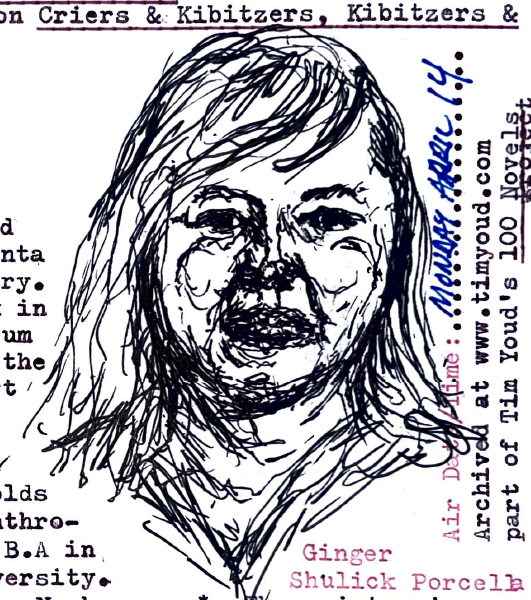 on Criers & Kibitzers, Kibitzers &
d
nta
ry.
in
um
the
t
olds
nthro-
B.A in
versity.
Ginger
Shulick Porcella
Air Date/Time:
MONDAY APRIL 14
Archived at www.timyoud.com
part of Tim Youd's 100 Novels
Project